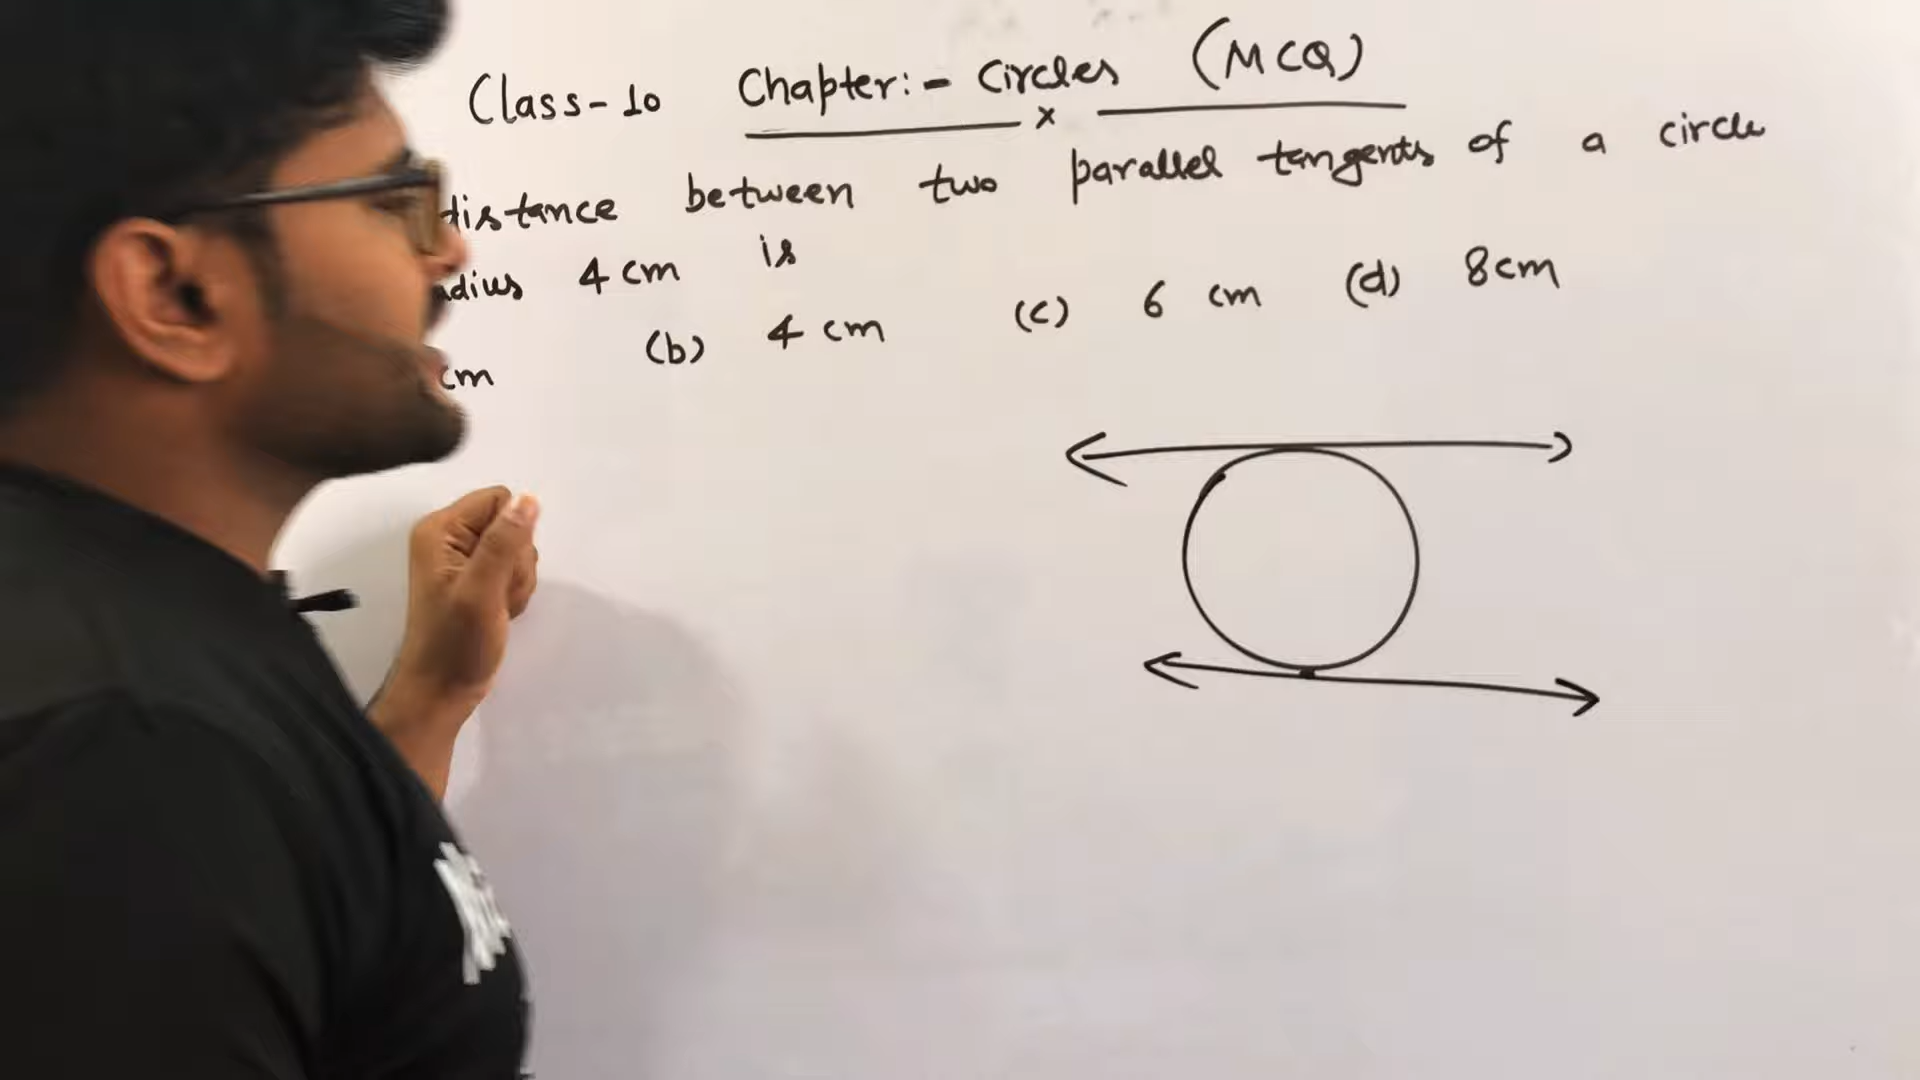 Class-10 Chapter:- Circles (MCQ)
x
distance between two parallel tangents of a circle
adius 4 cm is
cm (b) 4 cm (c) 6 cm (d) 8cm